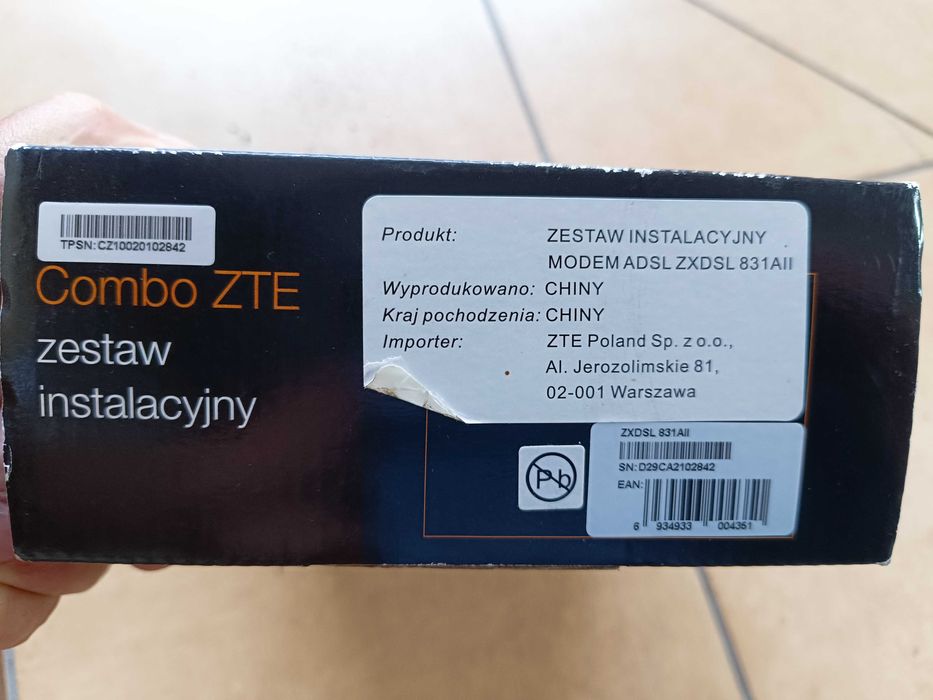 TPSN: CZ10020102842
Combo ZTE
zestaw
instalacyjny
Produkt: ZESTAW INSTALACYJNY
MODEM ADSL ZXDSL 831AII
Wyprodukowano: CHINY
Kraj pochodzenia: CHINY
Importer: ZTE Poland Sp. z o.o.,
Al. Jerozolimskie 81,
02-001 Warszawa
Pb
ZXDSL 831AII
SN: D29CA2102842
EAN:
6 934933 004351